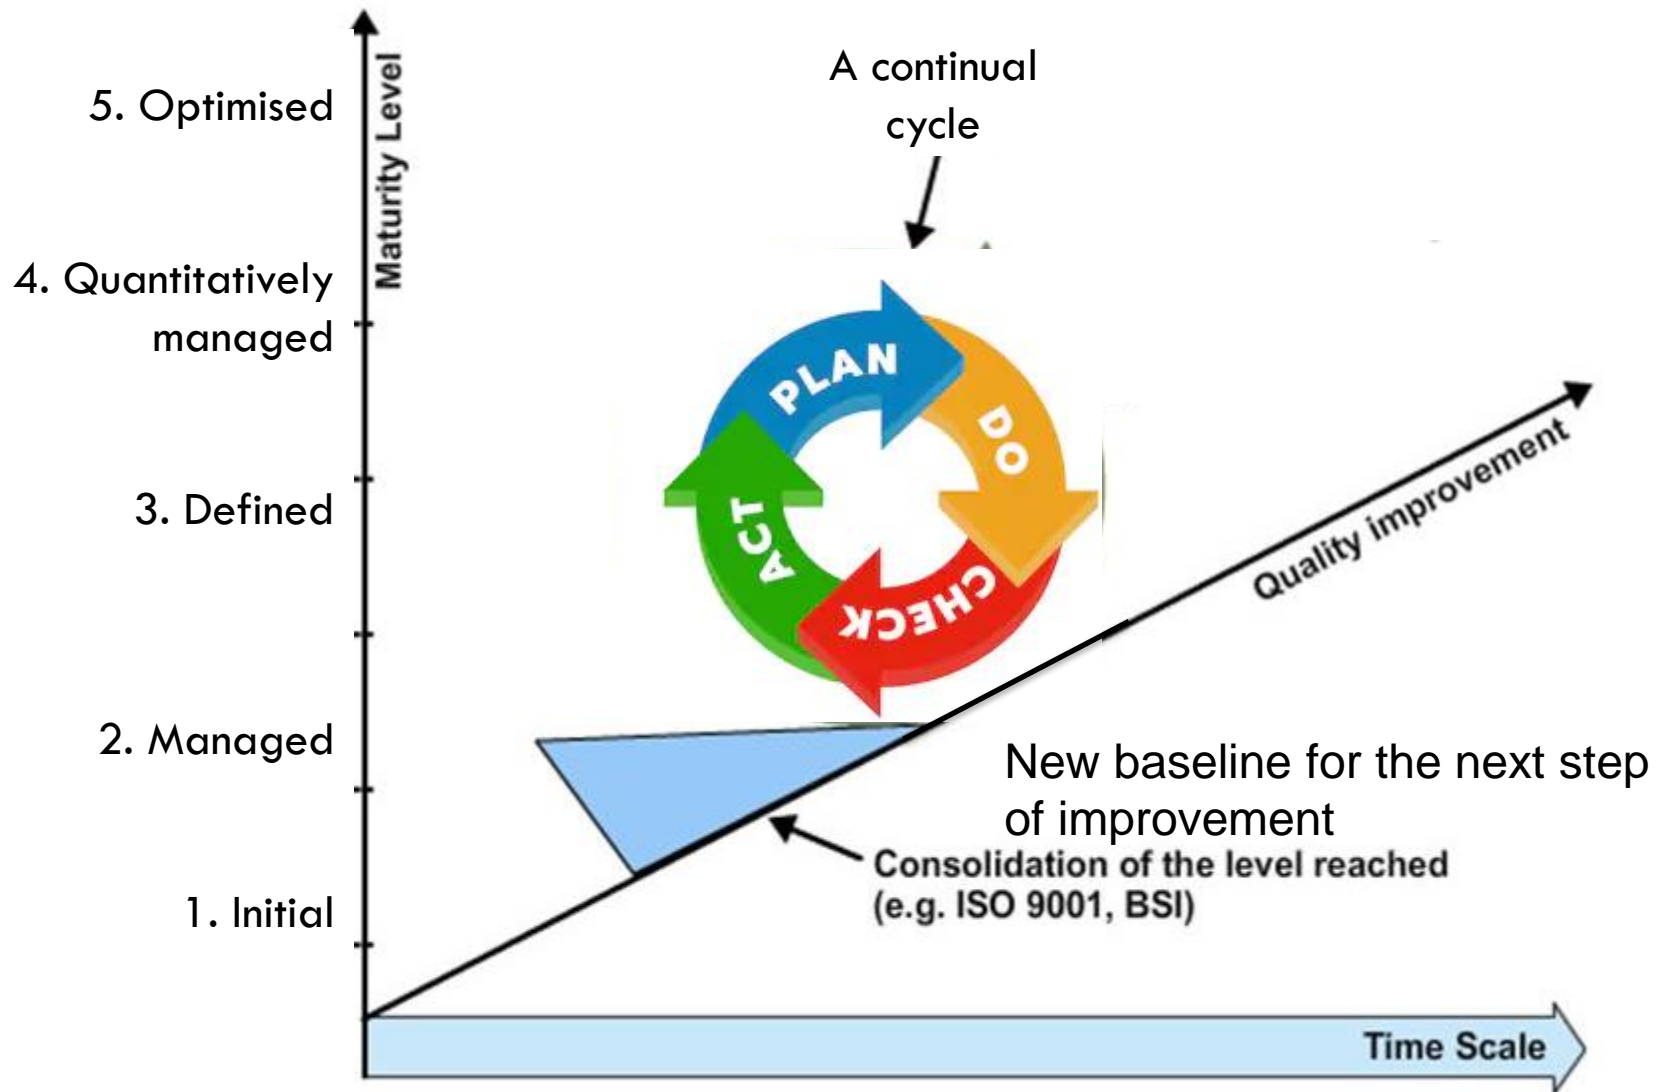 A continual
cycle
5. Optimised
Maturity Level
4. Quantitatively
managed
PLAN
DO
CHECK
ACT
3. Defined
Quality improvement
2. Managed
New baseline for the next step
of improvement
Consolidation of the level reached
(e.g. ISO 9001, BSI)
1. Initial
Time Scale